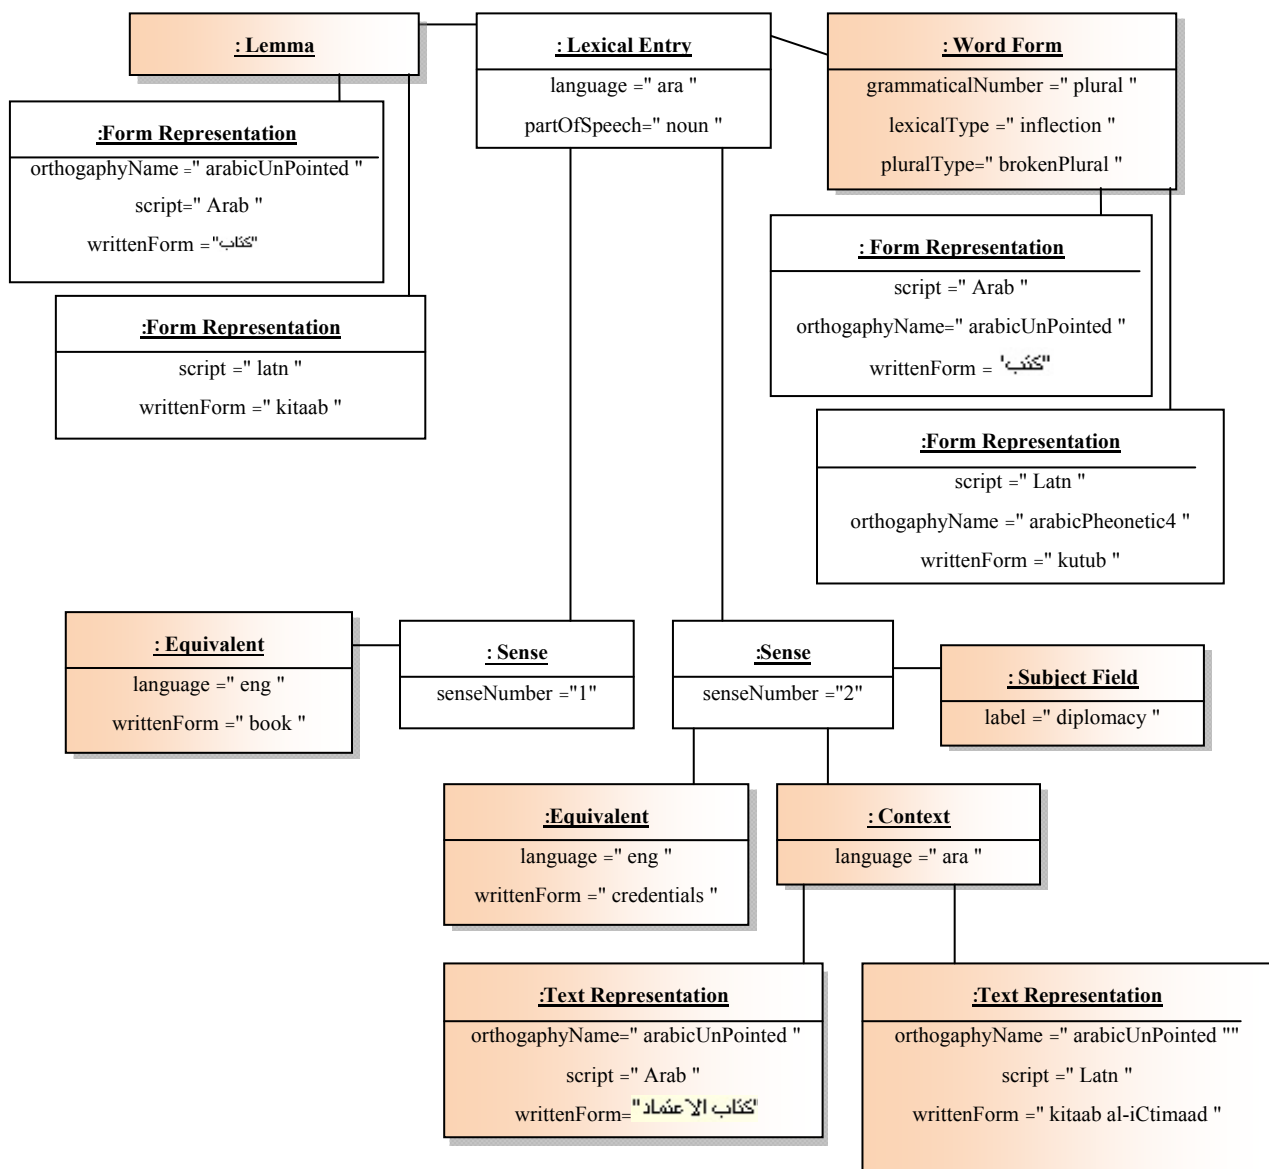 : Lemma
: Lexical Entry
language =" ara "
partOfSpeech=" noun "
: Word Form
grammaticalNumber =" plural "
lexicalType =" inflection "
pluralType=" brokenPlural "
:Form Representation
orthogaphyName =" arabicUnPointed "
script=" Arab "
writtenForm ="كتاب"
:Form Representation
script =" latn "
writtenForm =" kitaab "
: Form Representation
script =" Arab "
orthogaphyName=" arabicUnPointed "
writtenForm = "كتب'
:Form Representation
script =" Latn "
orthogaphyName =" arabicPheonetic4 "
writtenForm =" kutub "
: Equivalent
language =" eng "
writtenForm =" book "
: Sense
senseNumber ="1"
:Sense
senseNumber ="2"
: Subject Field
label =" diplomacy "
:Equivalent
language =" eng "
writtenForm =" credentials "
: Context
language =" ara "
:Text Representation
orthogaphyName=" arabicUnPointed "
script =" Arab "
writtenForm="كتاب الاعتماد"
:Text Representation
orthogaphyName =" arabicUnPointed ""
script =" Latn "
writtenForm =" kitaab al-iCtimaad "